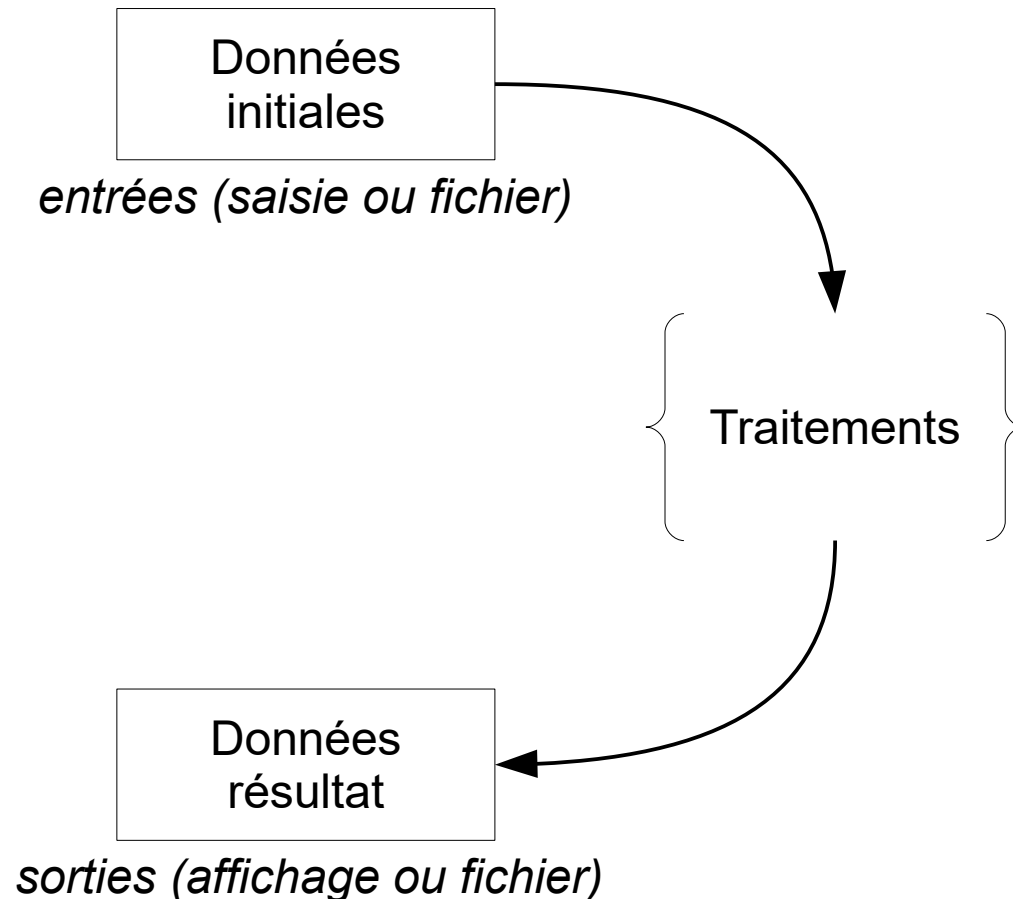 Données
initiales
entrées (saisie ou fichier)
Traitements
Données
résultat
sorties (affichage ou fichier)